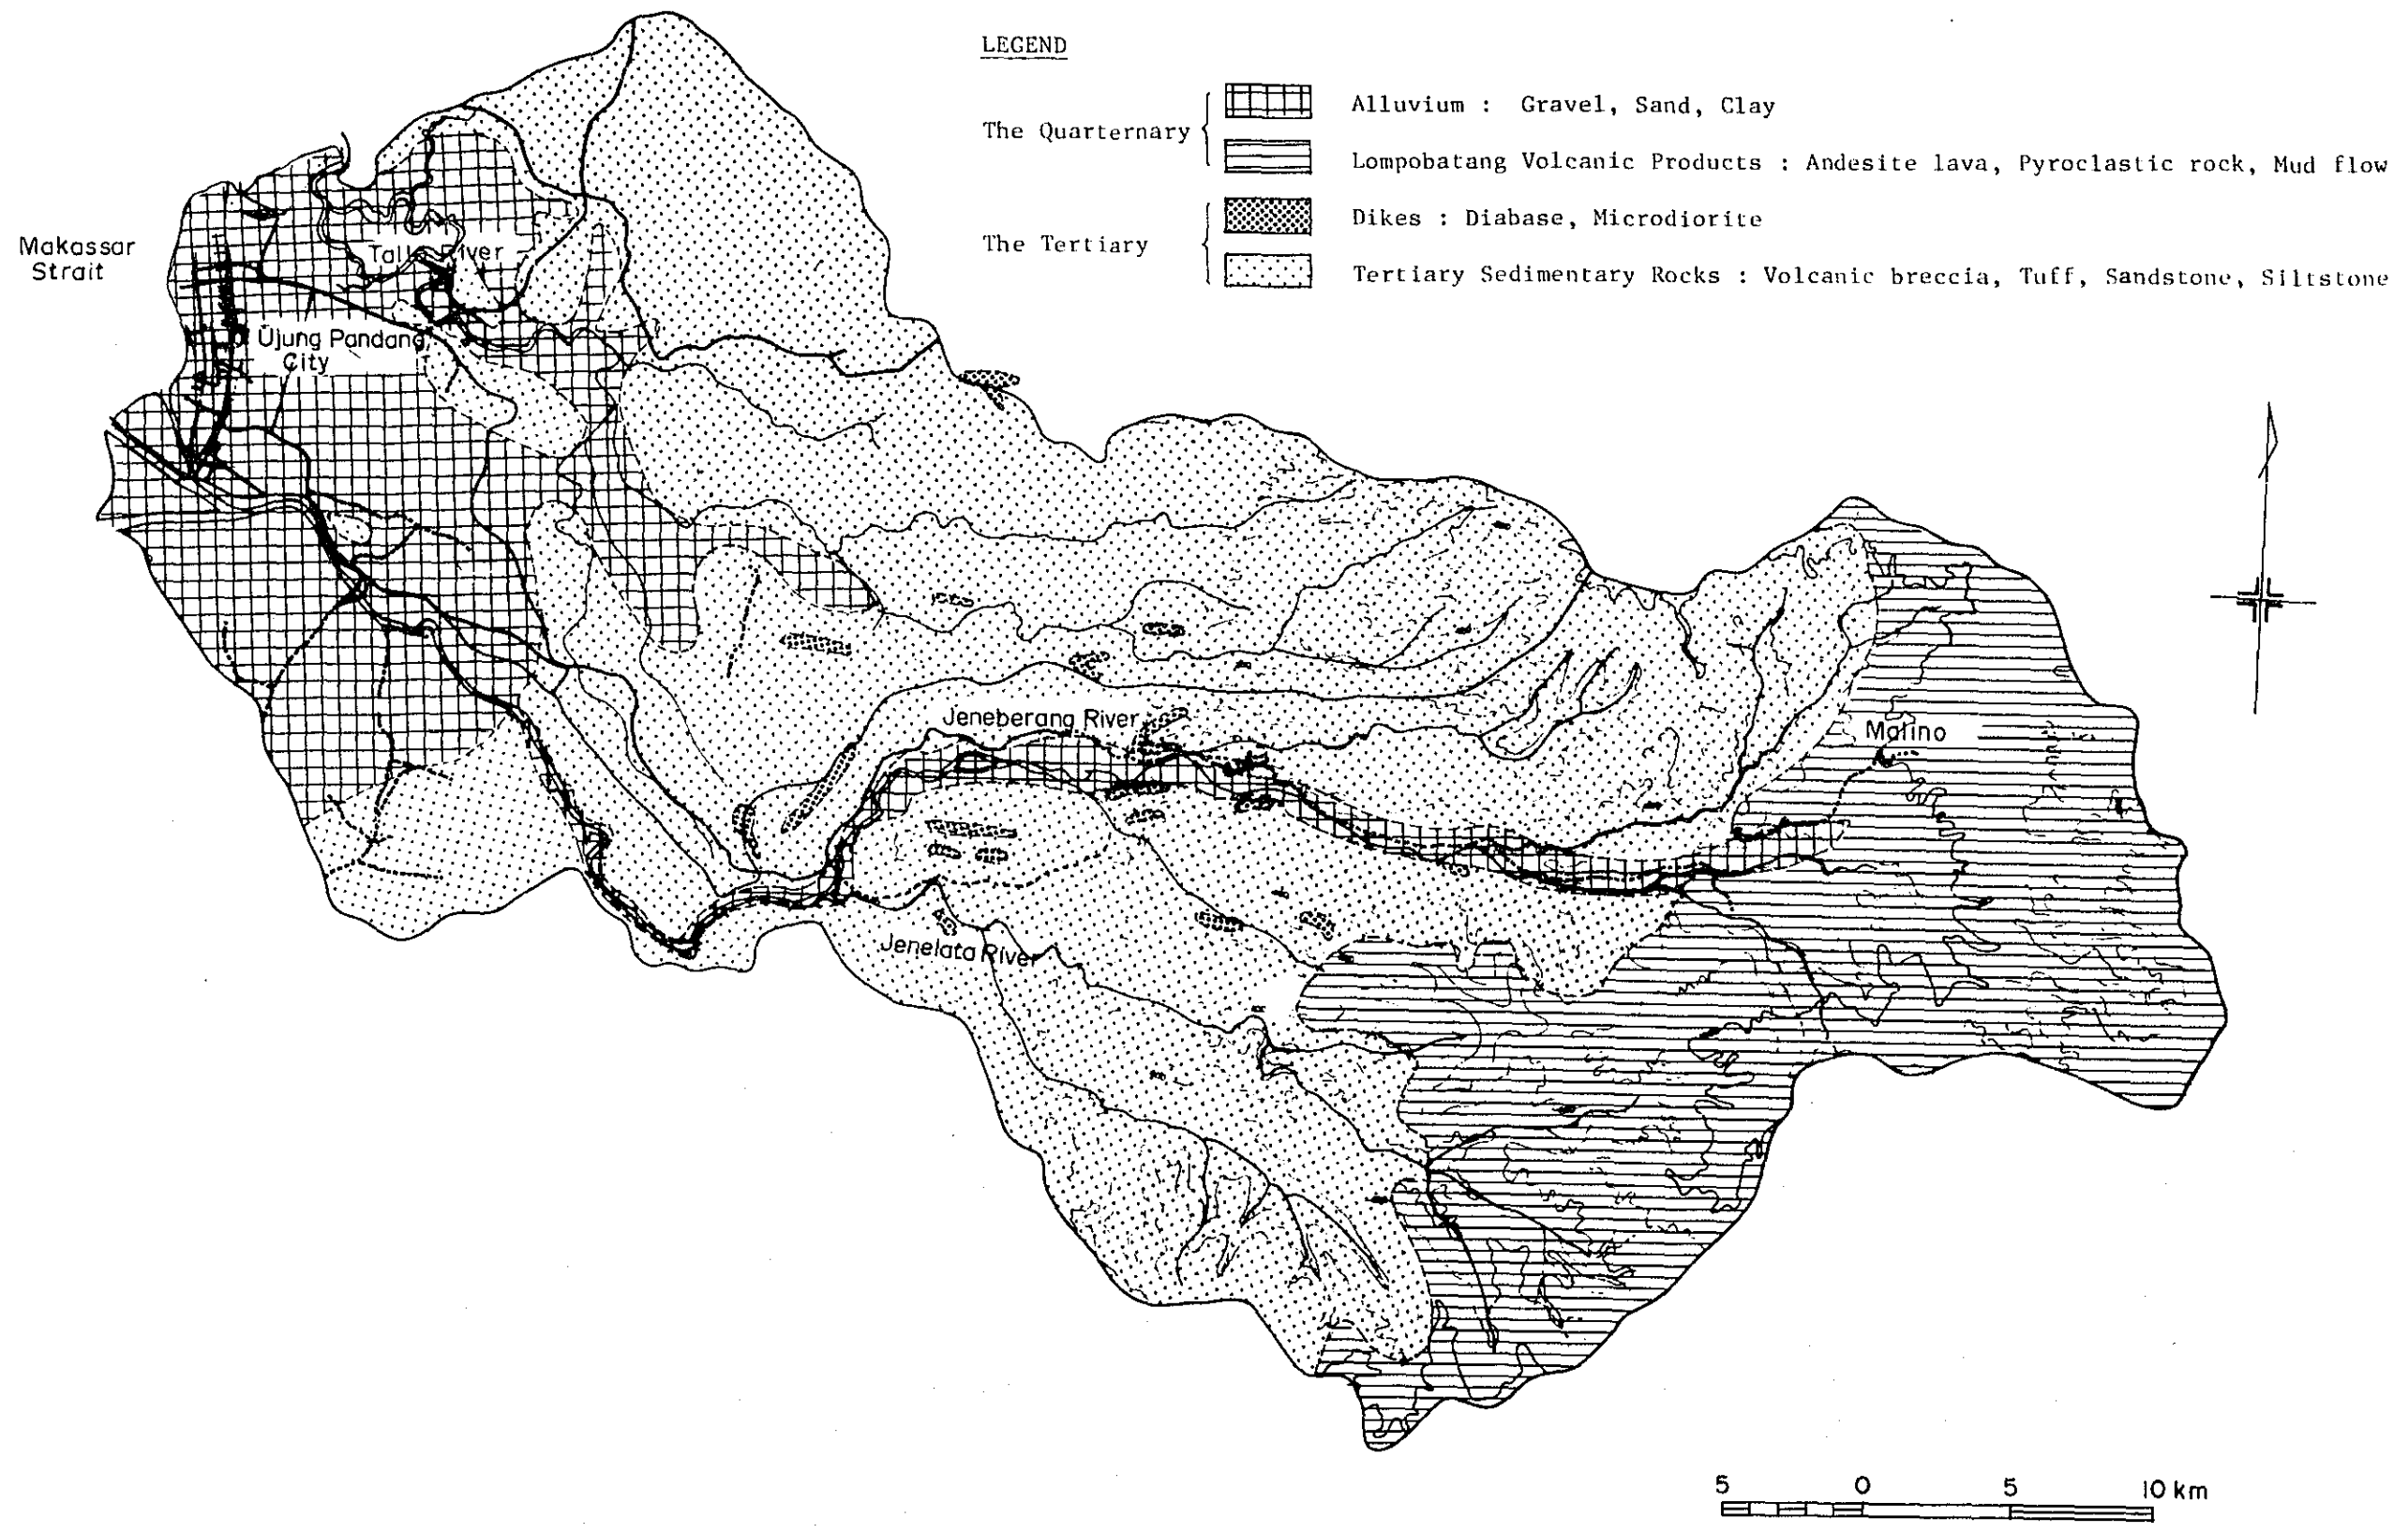 LEGEND
The Quarternary
Alluvium : Gravel, Sand, Clay
Lompobatang Volcanic Products : Andesite lava, Pyroclastic rock, Mud flow
The Tertiary
Dikes : Diabase, Microdiorite
Tertiary Sedimentary Rocks : Volcanic breccia, Tuff, Sandstone, Siltstone
Makassar
Strait
Tallo River
Ujung Pandang
City
Jeneberang River
Malino
Jenelata River
5 0 5 10 km